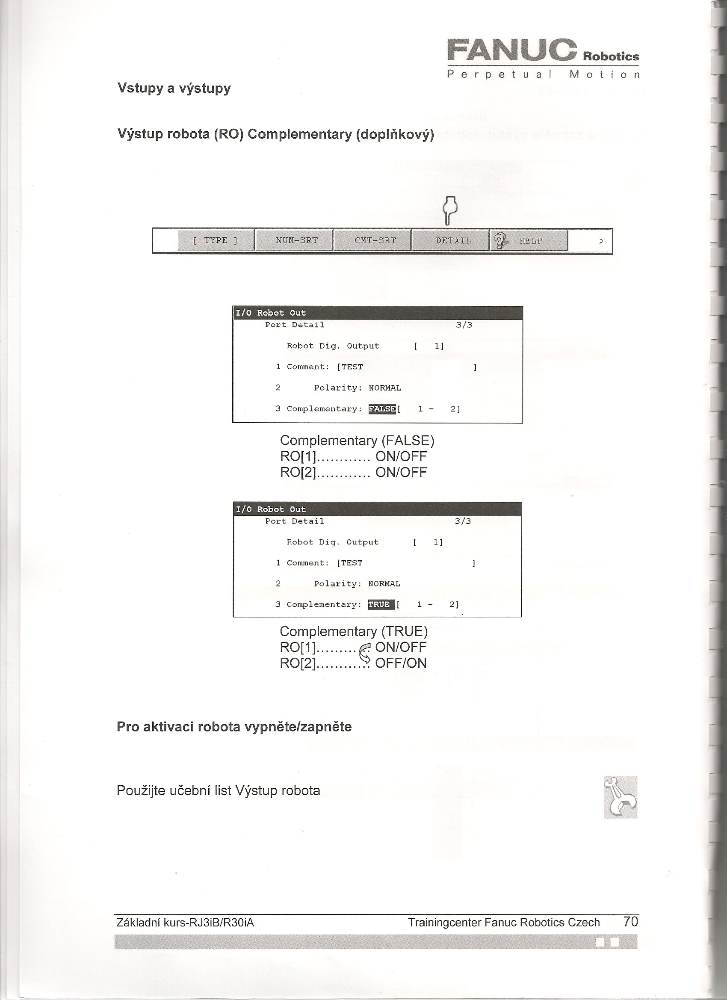 FANUC Robotics
Perpetual Motion
Vstupy a výstupy
Výstup robota (RO) Complementary (doplňkový)
[ TYPE ] NUM-SRT CMT-SRT DETAIL HELP >
I/O Robot Out
Port Detail 3/3
Robot Dig. Output [ 1]
1 Comment: [TEST ]
2 Polarity: NORMAL
3 Complementary: FALSE[ 1 - 2]
Complementary (FALSE)
RO[1]............ ON/OFF
RO[2]............ ON/OFF
I/O Robot Out
Port Detail 3/3
Robot Dig. Output [ 1]
1 Comment: [TEST ]
2 Polarity: NORMAL
3 Complementary: TRUE [ 1 - 2]
Complementary (TRUE)
RO[1]............ ON/OFF
RO[2]............ OFF/ON
Pro aktivaci robota vypněte/zapněte
Použijte učební list Výstup robota
Základní kurs-RJ3iB/R30iA Trainingcenter Fanuc Robotics Czech 70